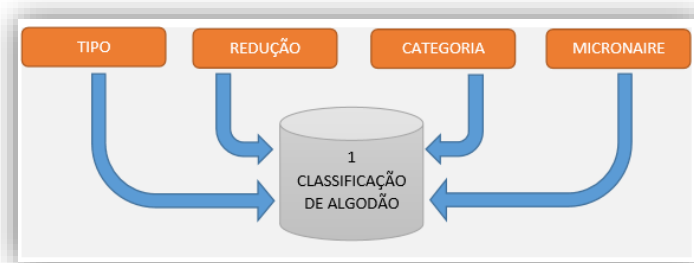 TIPO
REDUÇÃO
CATEGORIA
MICRONAIRE
1
CLASSIFICAÇÃO
DE ALGODÃO